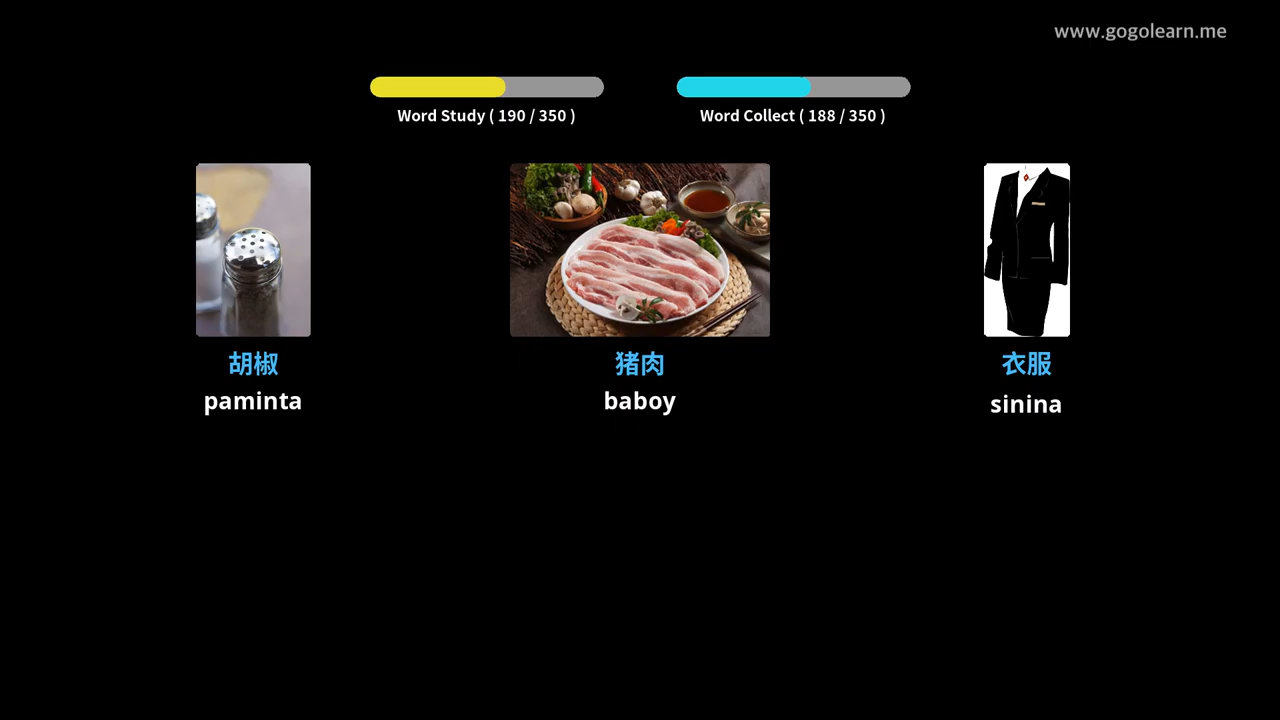 www.gogolearn.me
Word Study ( 190 / 350 )
Word Collect ( 188 / 350 )
胡椒
猪肉
衣服
paminta
baboy
sinina